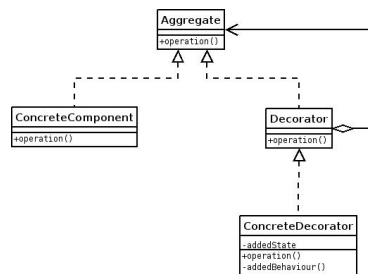 Aggregate
+operation()
ConcreteComponent
+operation()
Decorator
+operation()
ConcreteDecorator
-addedState
+operation()
-addedBehaviour()